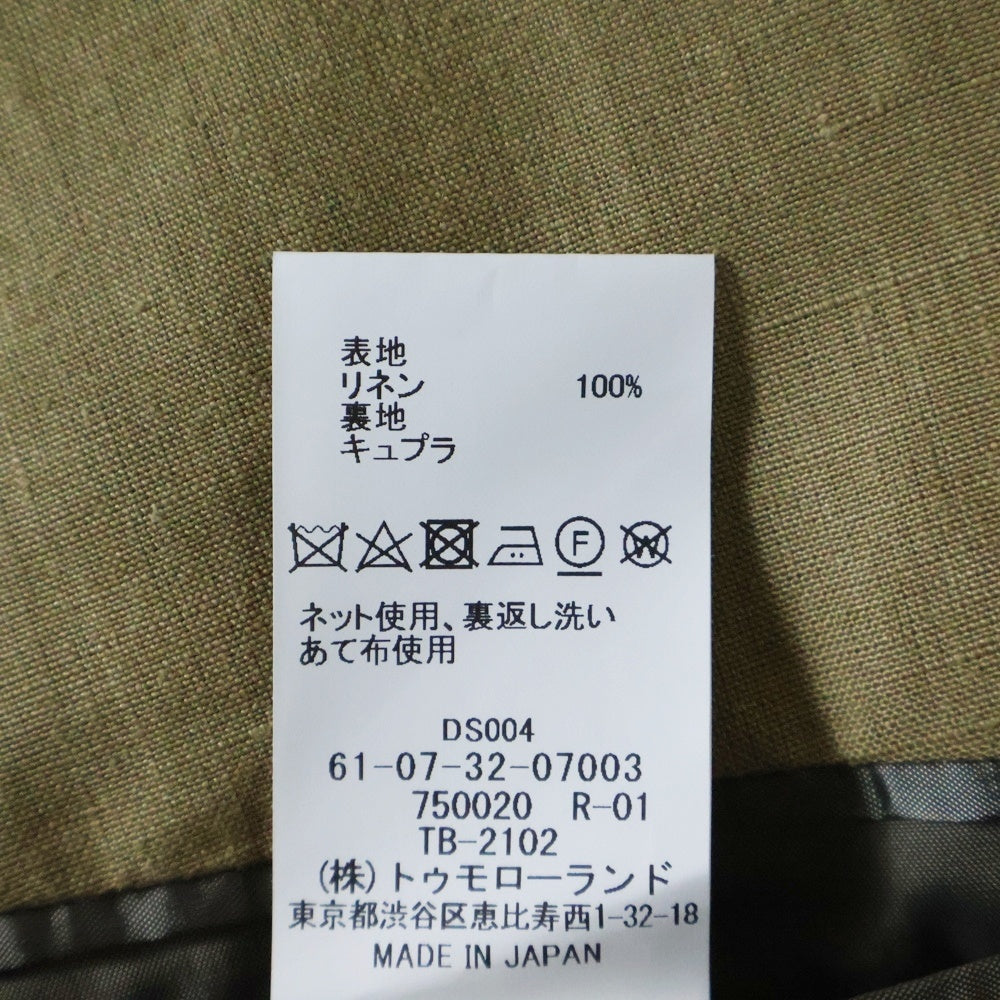 表地
リネン 100%
裏地
キュプラ
F W
ネット使用、裏返し洗い
あて布使用
DS004
61-07-32-07003
750020 R-01
TB-2102
(株)トゥモローランド
東京都渋谷区恵比寿西1-32-18
MADE IN JAPAN